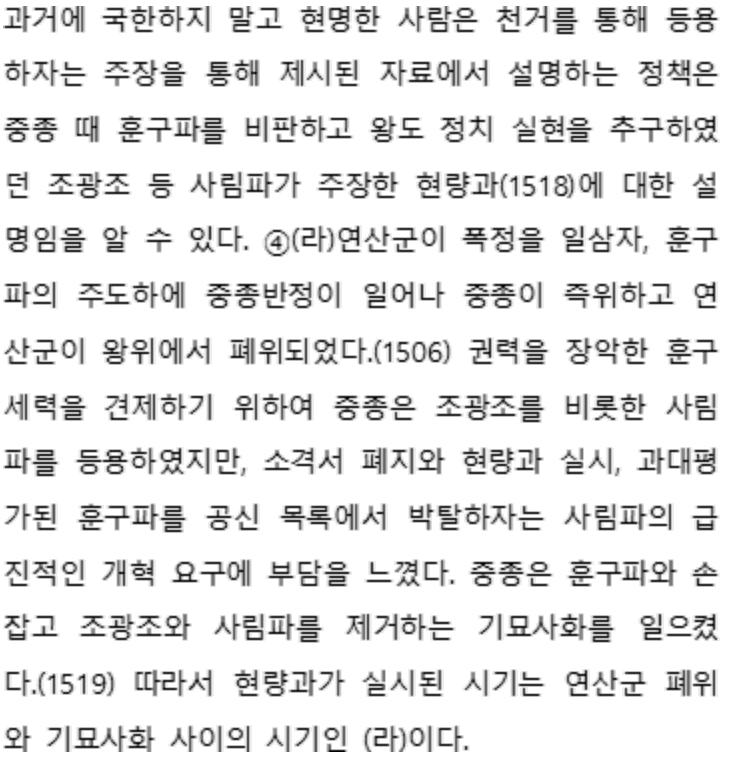 과거에 국한하지 말고 현명한 사람은 천거를 통해 등용
하자는 주장을 통해 제시된 자료에서 설명하는 정책은
중종 때 훈구파를 비판하고 왕도 정치 실현을 추구하였
던 조광조 등 사림파가 주장한 현량과(1518)에 대한 설
명임을 알 수 있다. ④(라)연산군이 폭정을 일삼자, 훈구
파의 주도하에 중종반정이 일어나 중종이 즉위하고 연
산군이 왕위에서 폐위되었다.(1506) 권력을 장악한 훈구
세력을 견제하기 위하여 중종은 조광조를 비롯한 사림
파를 등용하였지만, 소격서 폐지와 현량과 실시, 과대평
가된 훈구파를 공신 목록에서 박탈하자는 사림파의 급
진적인 개혁 요구에 부담을 느꼈다. 중종은 훈구파와 손
잡고 조광조와 사림파를 제거하는 기묘사화를 일으켰
다.(1519) 따라서 현량과가 실시된 시기는 연산군 폐위
와 기묘사화 사이의 시기인 (라)이다.